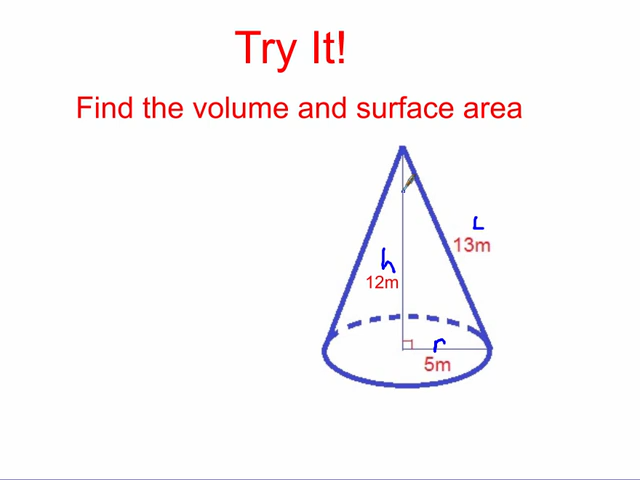 Try It!
Find the volume and surface area
L
13m
h
12m
r
5m